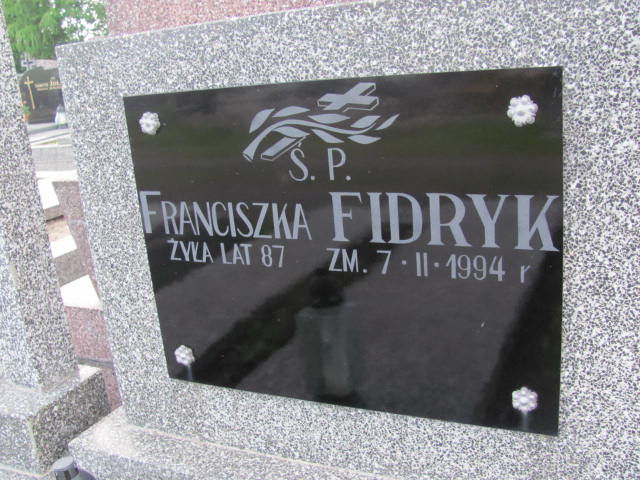 Ś. P.
FRANCISZKA FIDRYK
ŻYŁA LAT 87 ZM. 7·II·1994 r